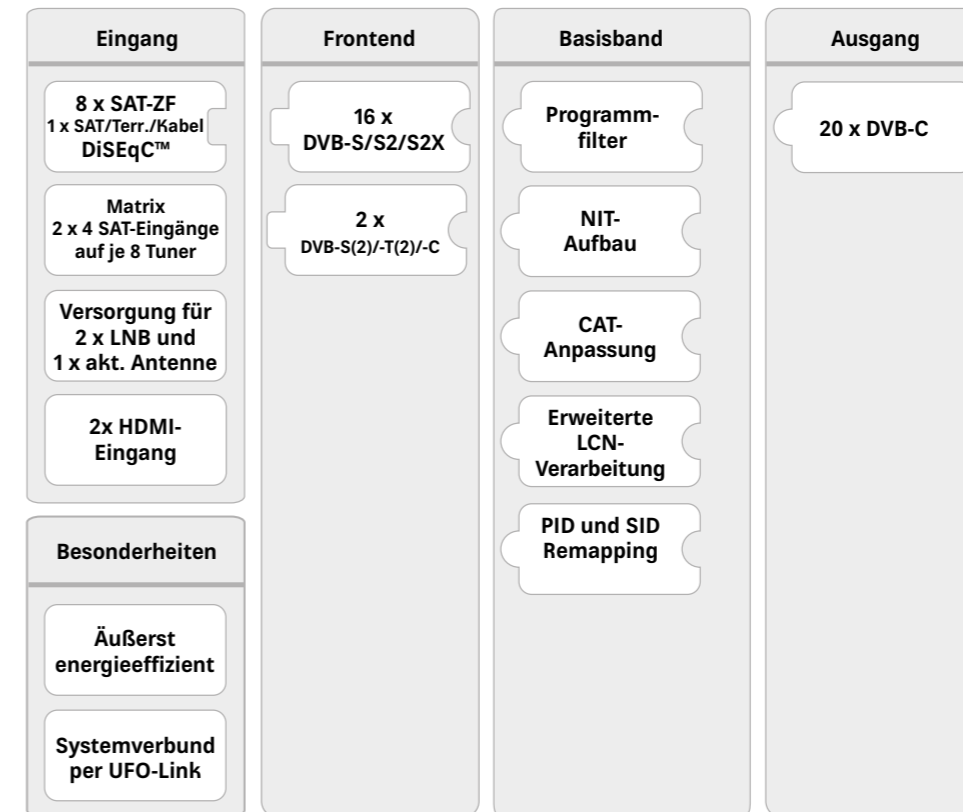 Eingang
8 x SAT-ZF
1 x SAT/Terr./Kabel
DiSEqC™
Matrix
2 x 4 SAT-Eingänge
auf je 8 Tuner
Versorgung für
2 x LNB und
1 x akt. Antenne
2x HDMI-
Eingang
Besonderheiten
Äußerst
energieeffizient
Systemverbund
per UFO-Link
Frontend
16 x
DVB-S/S2/S2X
2 x
DVB-S(2)/-T(2)/-C
Basisband
Programm-
filter
NIT-
Aufbau
CAT-
Anpassung
Erweiterte
LCN-
Verarbeitung
PID und SID
Remapping
Ausgang
20 x DVB-C